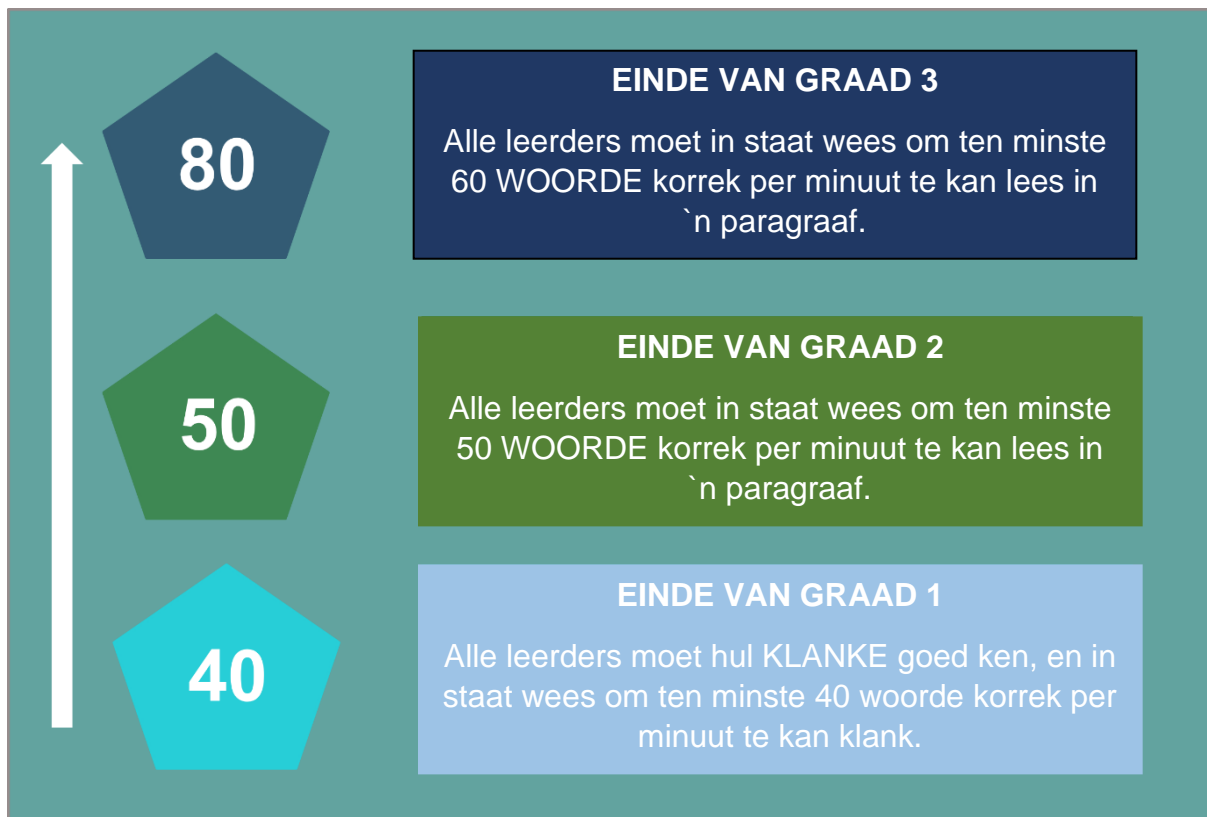 80
EINDE VAN GRAAD 3
Alle leerders moet in staat wees om ten minste
60 WOORDE korrek per minuut te kan lees in
`n paragraaf.
50
EINDE VAN GRAAD 2
Alle leerders moet in staat wees om ten minste
50 WOORDE korrek per minuut te kan lees in
`n paragraaf.
40
EINDE VAN GRAAD 1
Alle leerders moet hul KLANKE goed ken, en in
staat wees om ten minste 40 woorde korrek per
minuut te kan klank.